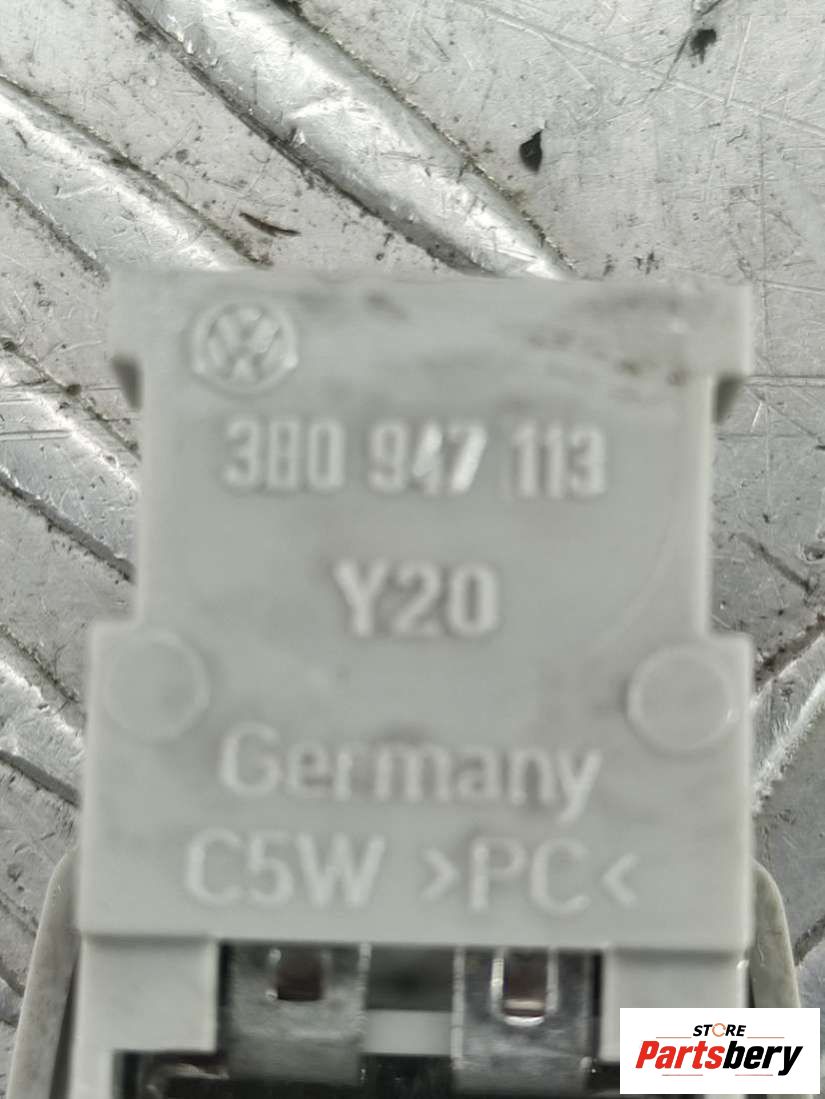 3B0 947 113
Y20
Germany
C5W >PC<
STORE
Partsbery